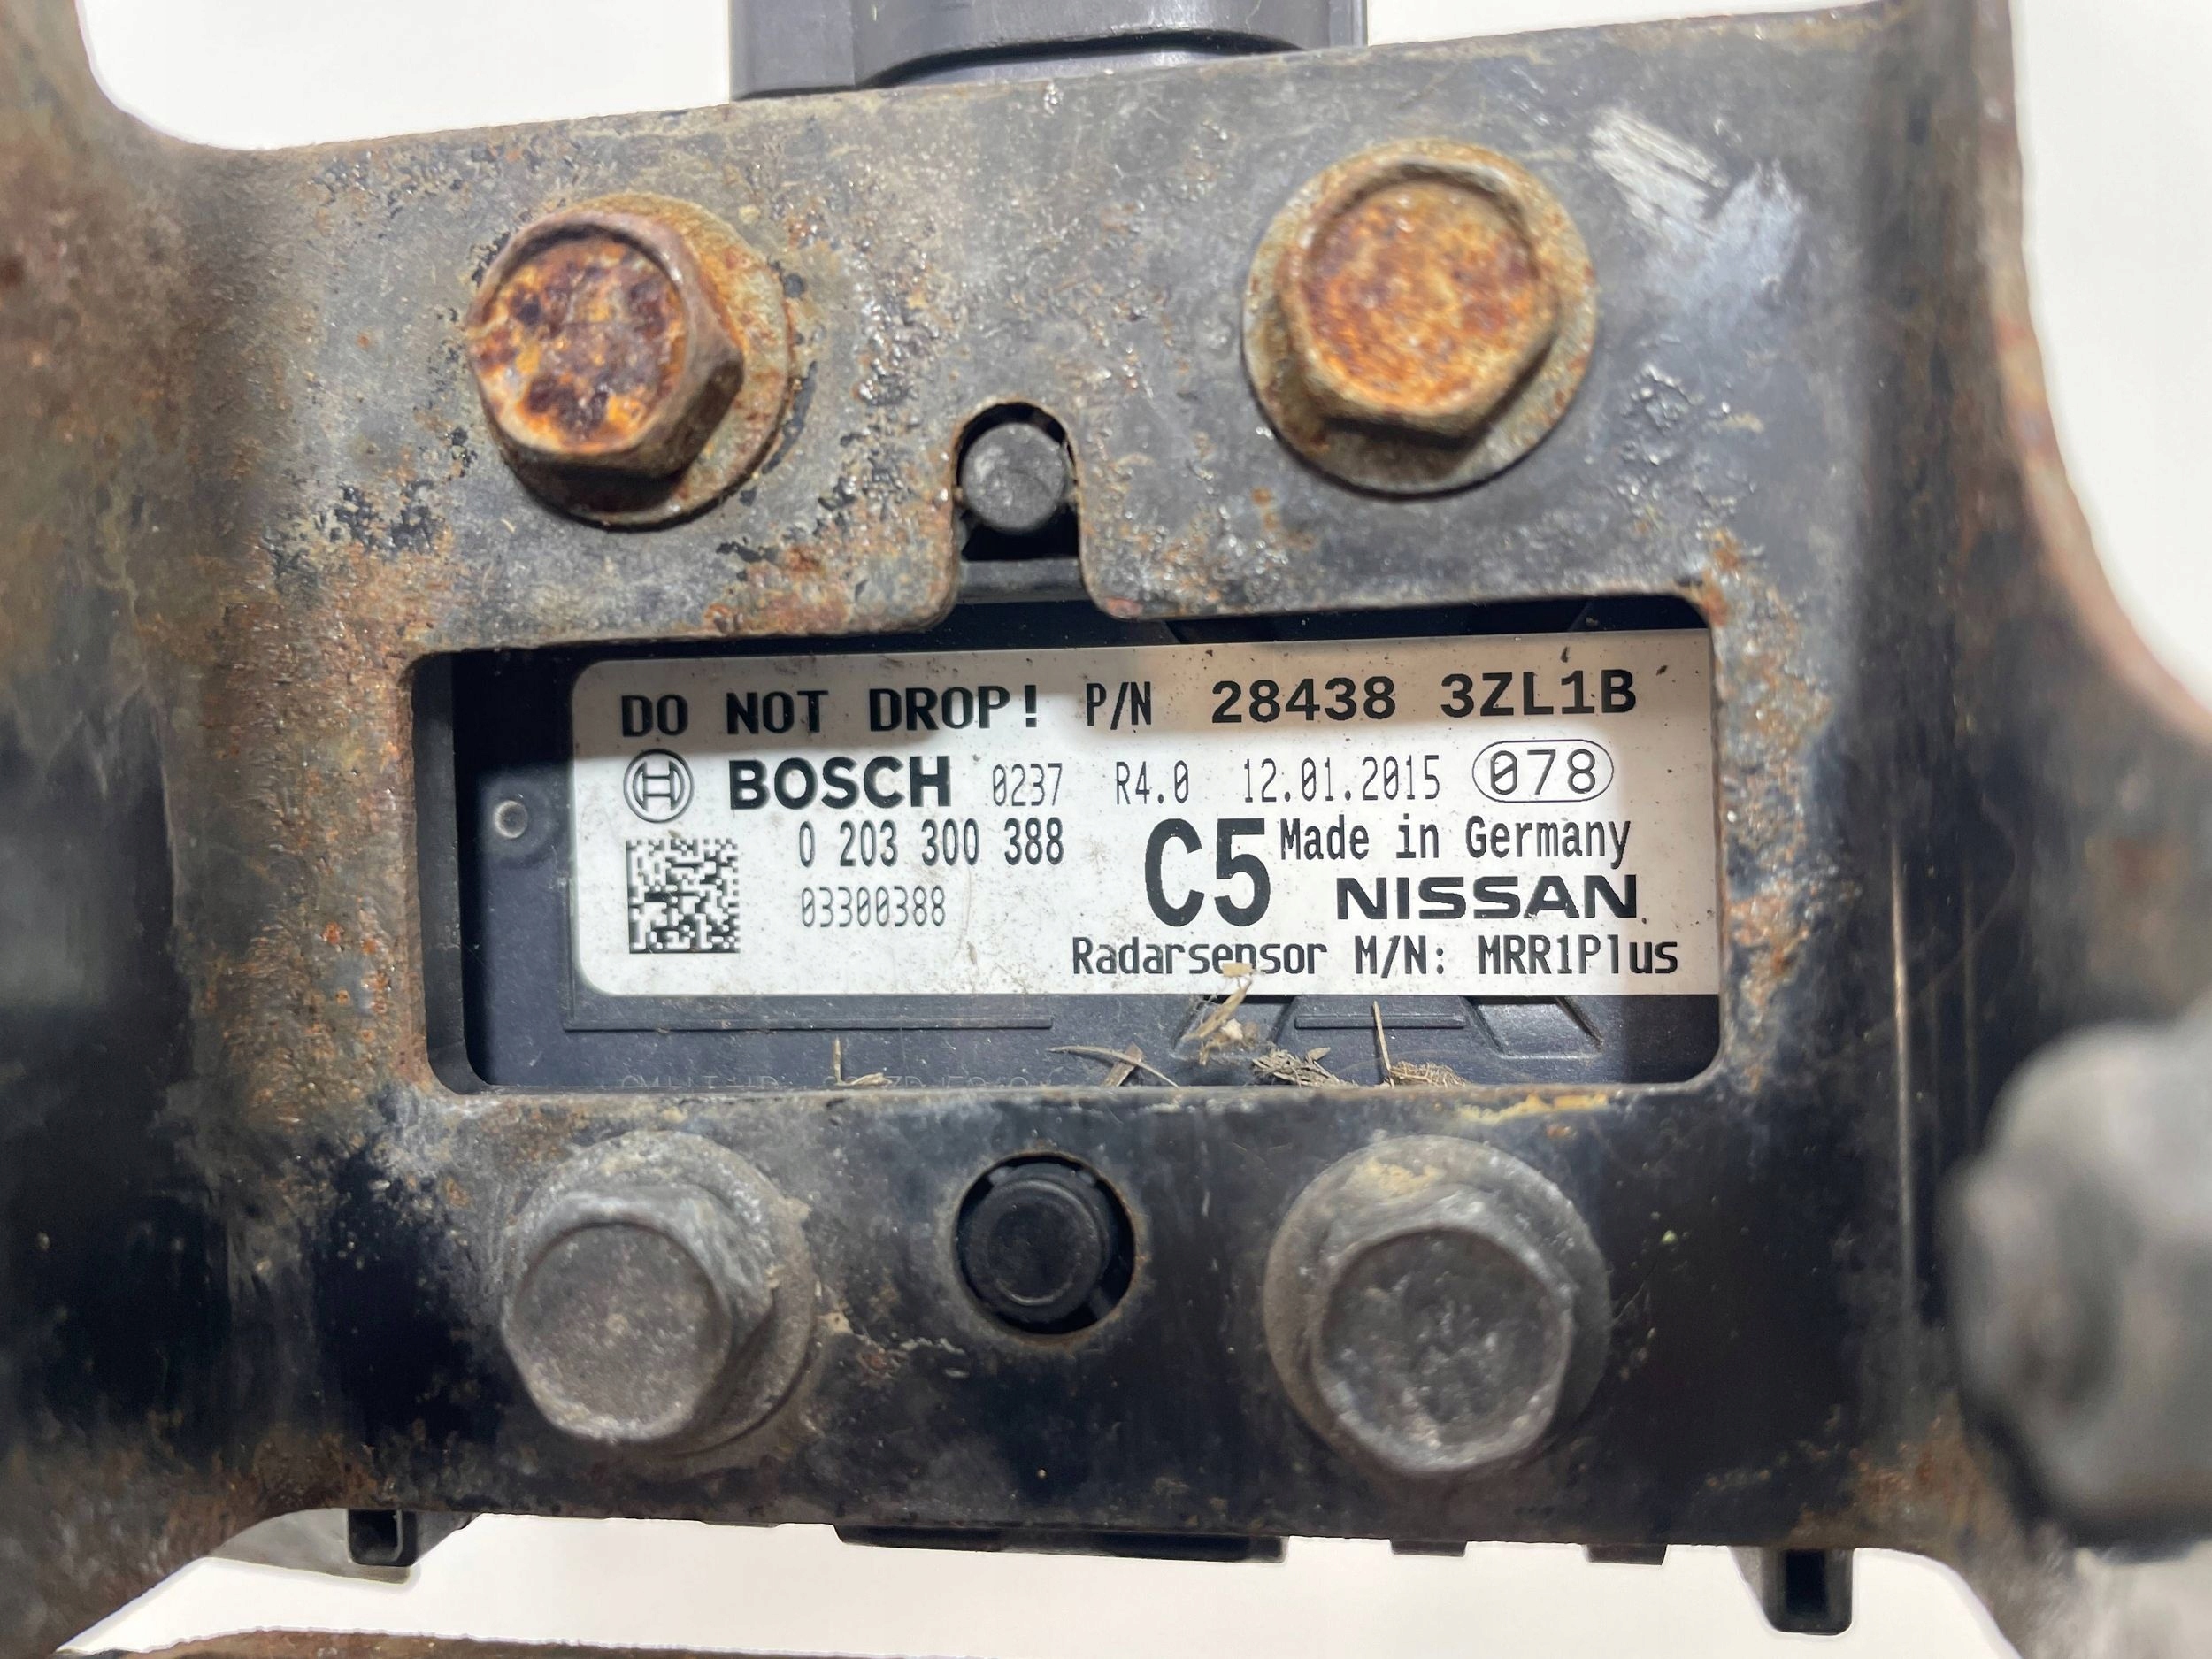 DO NOT DROP! P/N 28438 3ZL1B
BOSCH 0237 R4.0 12.01.2015 078
0 203 300 388 C5 Made in Germany
03300388 NISSAN
Radarsensor M/N: MRR1Plus